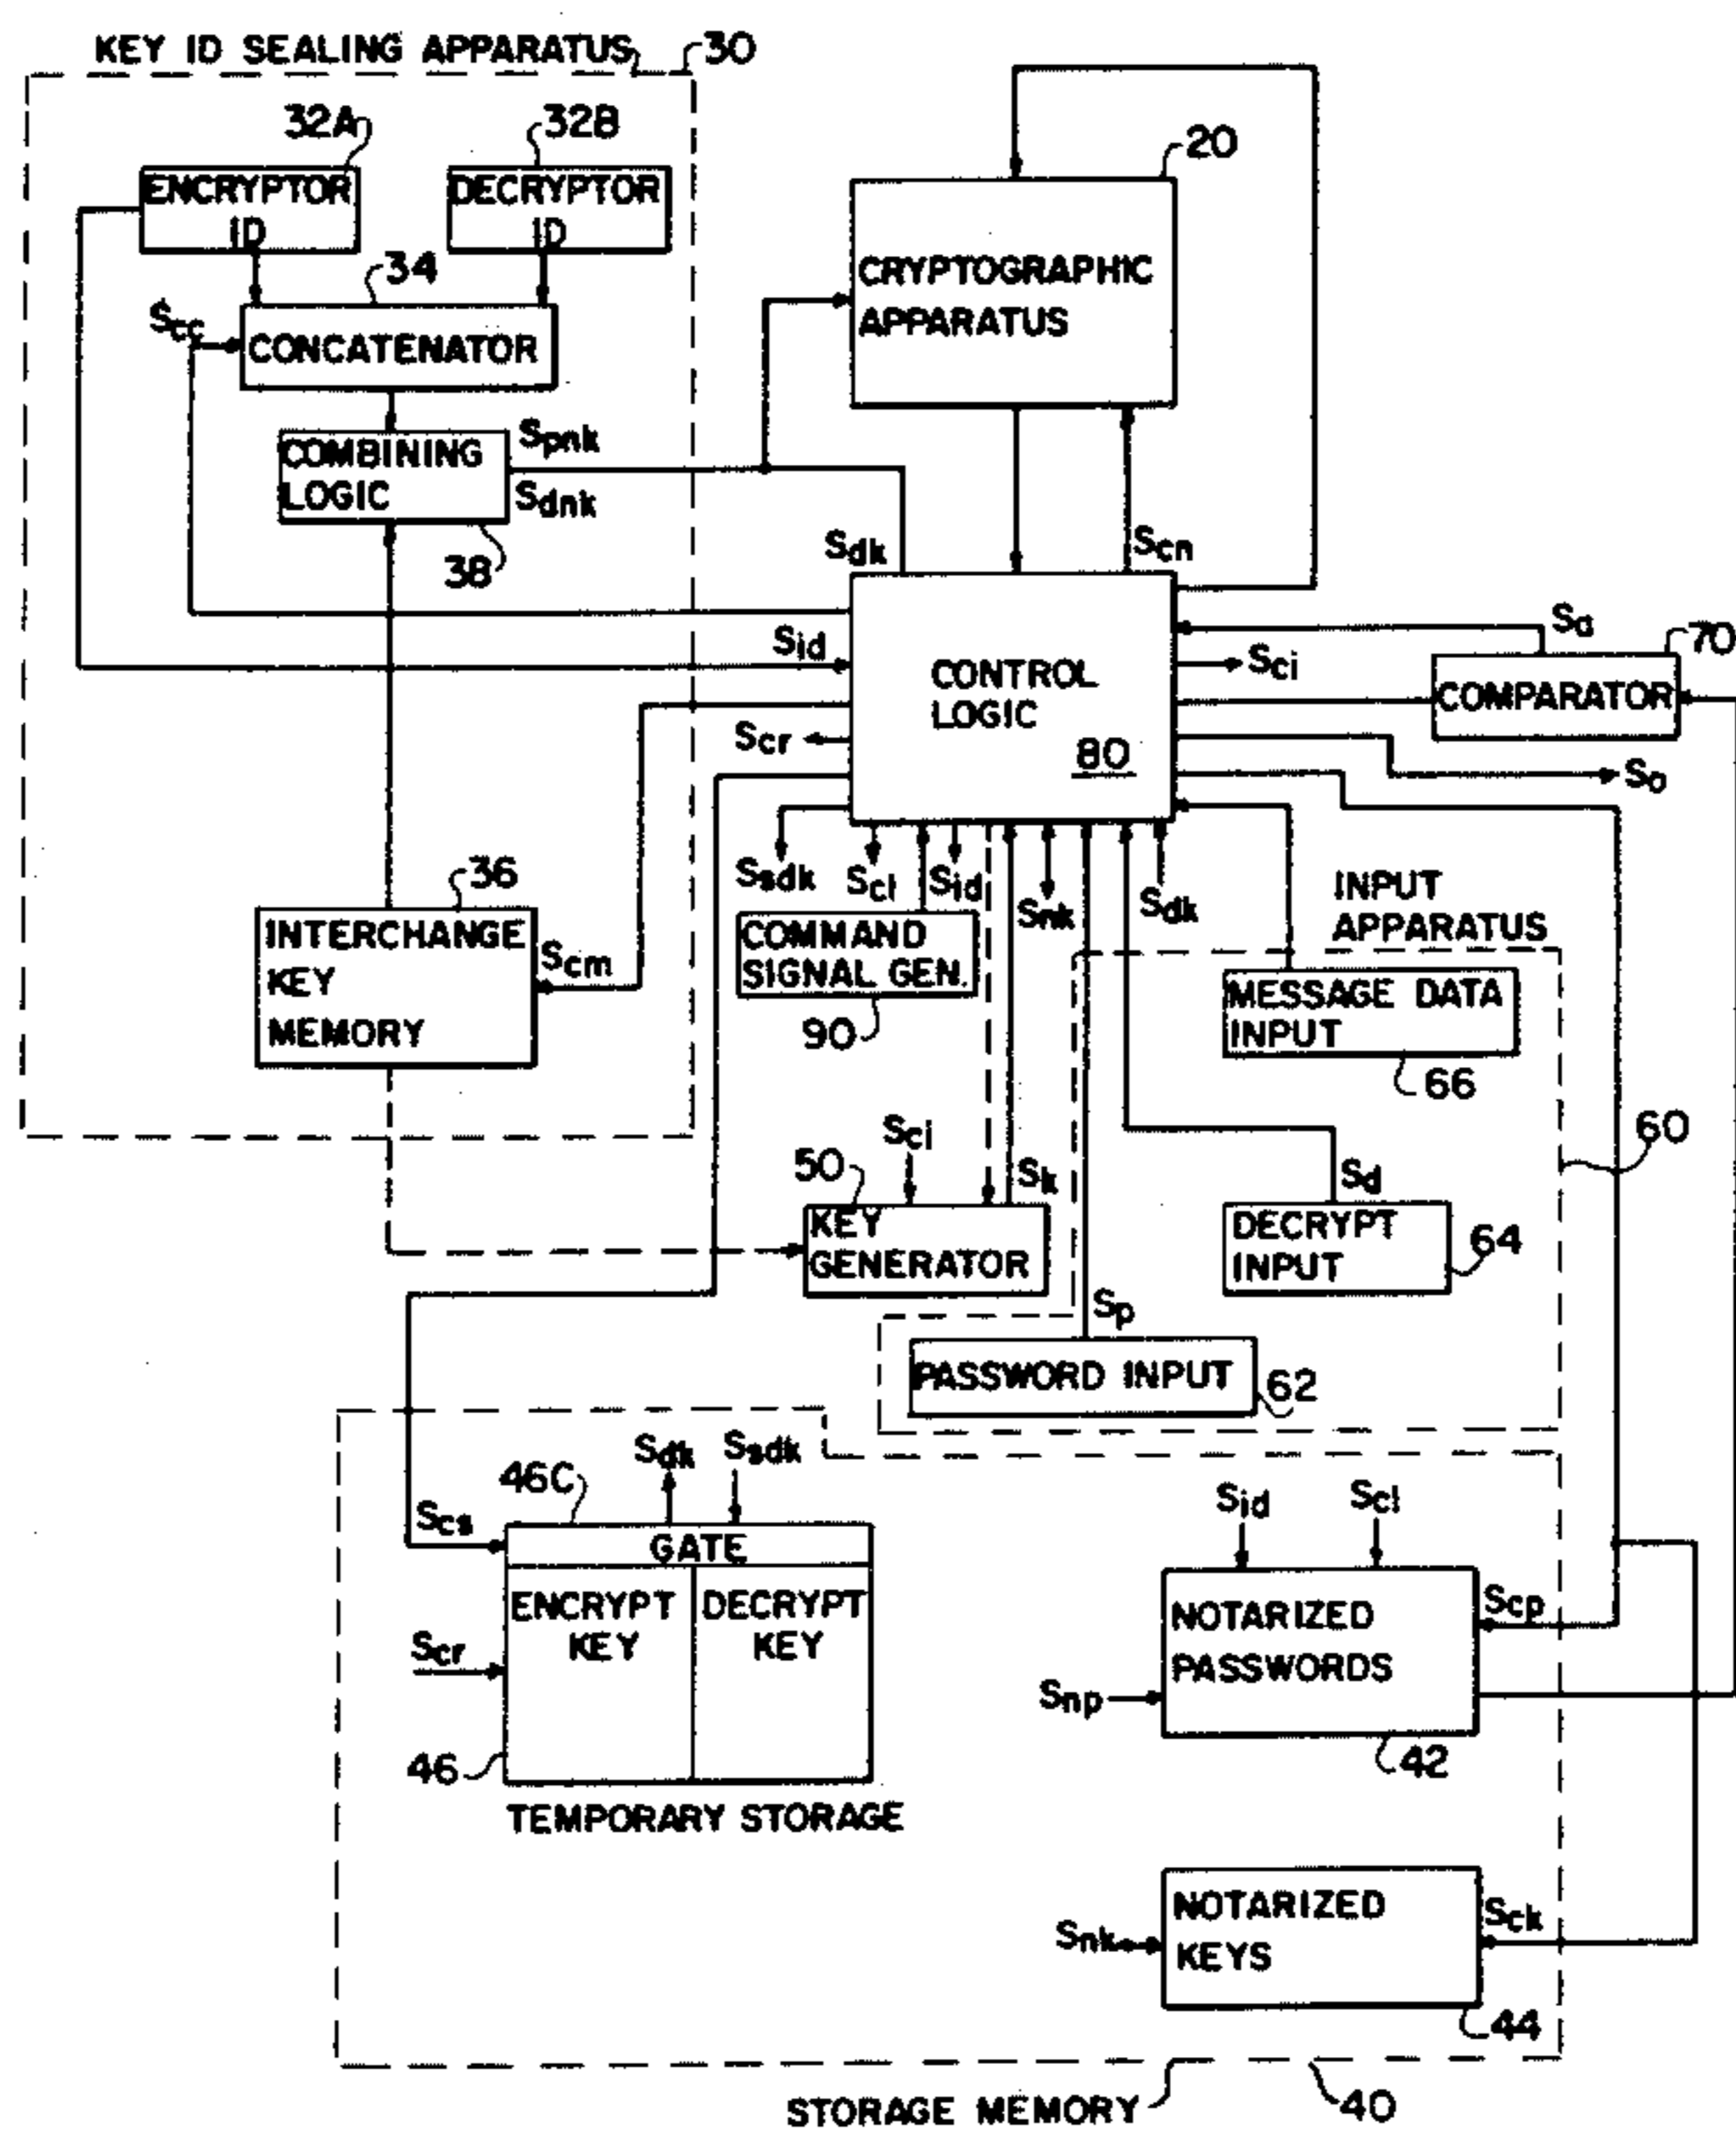 KEY ID SEALING APPARATUS 30
32A
32B
ENCRYPTOR
ID
DECRYPTOR
ID
20
34
Scc
CONCATENATOR
CRYPTOGRAPHIC
APPARATUS
COMBINING
LOGIC
Spnk
Sdnk
38
Sdk
Scn
Sid
Sa
70
CONTROL
LOGIC
80
Sci
COMPARATOR
Scr
So
Ssdk
Scl
Sid
Snk
Sdk
36
INTERCHANGE
KEY
MEMORY
Scm
COMMAND
SIGNAL GEN.
90
INPUT
APPARATUS
MESSAGE DATA
INPUT
66
60
Sci
50
Sk
KEY
GENERATOR
Sd
DECRYPT
INPUT
64
Sp
PASSWORD INPUT
62
46C
Sdk
Ssdk
Scs
GATE
ENCRYPT
KEY
DECRYPT
KEY
Scr
46
TEMPORARY STORAGE
Sid
Scl
NOTARIZED
PASSWORDS
Scp
Snp
42
NOTARIZED
KEYS
Sck
Snk
44
STORAGE MEMORY
40